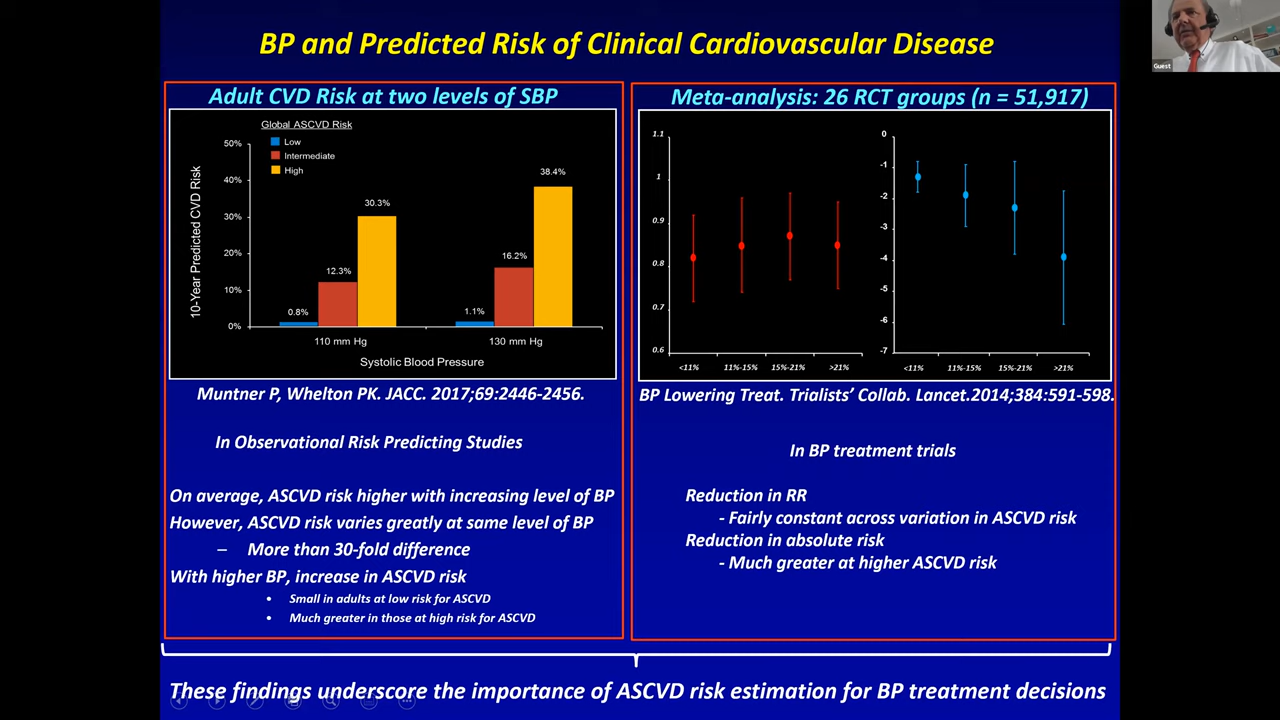 BP and Predicted Risk of Clinical Cardiovascular Disease
Guest
Adult CVD Risk at two levels of SBP
Global ASCVD Risk
Low
Intermediate
High
10-Year Predicted CVD Risk
50%
40%
30%
20%
10%
0%
0.8%
12.3%
30.3%
1.1%
16.2%
38.4%
110 mm Hg
130 mm Hg
Systolic Blood Pressure
Muntner P, Whelton PK. JACC. 2017;69:2446-2456.
In Observational Risk Predicting Studies
On average, ASCVD risk higher with increasing level of BP
However, ASCVD risk varies greatly at same level of BP
– More than 30-fold difference
With higher BP, increase in ASCVD risk
• Small in adults at low risk for ASCVD
• Much greater in those at high risk for ASCVD
Meta-analysis: 26 RCT groups (n = 51,917)
1.1
1
0.9
0.8
0.7
0.6
<11%
11%-15%
15%-21%
>21%
0
-1
-2
-3
-4
-5
-6
-7
<11%
11%-15%
15%-21%
>21%
BP Lowering Treat. Trialists’ Collab. Lancet.2014;384:591-598.
In BP treatment trials
Reduction in RR
- Fairly constant across variation in ASCVD risk
Reduction in absolute risk
- Much greater at higher ASCVD risk
These findings underscore the importance of ASCVD risk estimation for BP treatment decisions